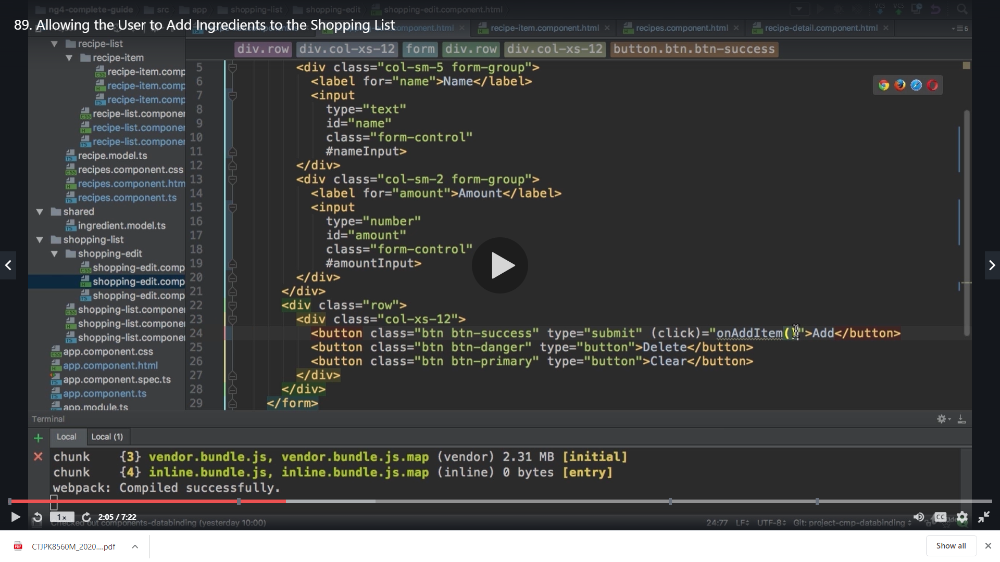 ng4-complete-guide src app shopping-list shopping-edit shopping-edit.component.html
VCS VCS
89. Allowing the User to Add Ingredients to the Shopping List
component.html recipe-item.component.html recipes.component.html recipe-detail.component.html 5
recipe-list
recipe-item
recipe-item.comp
recipe-item.comp
recipe-item.comp
recipe-list.componer
recipe-list.componer
recipe-list.componer
recipe.model.ts
recipes.component.css
recipes.component.htm
recipes.component.ts
shared
ingredient.model.ts
shopping-list
shopping-edit
shopping-edit.comp
shopping-edit.comp
shopping-edit.comp
shopping-list.componer
shopping-list.componer
shopping-list.componer
app.component.css
app.component.html
app.component.spec.ts
app.component.ts
app.module.ts
div.row div.col-xs-12 form div.row div.col-xs-12 button.btn.btn-success
5 <div class="col-sm-5 form-group">
6 <label for="name">Name</label>
7 <input
8 type="text"
9 id="name"
10 class="form-control"
11 #nameInput>
12 </div>
13 <div class="col-sm-2 form-group">
14 <label for="amount">Amount</label>
15 <input
16 type="number"
17 id="amount"
18 class="form-control"
19 #amountInput>
20 </div>
21 </div>
22 <div class="row">
23 <div class="col-xs-12">
24 <button class="btn btn-success" type="submit" (click)="onAddItem()">Add</button>
25 <button class="btn btn-danger" type="button">Delete</button>
26 <button class="btn btn-primary" type="button">Clear</button>
27 </div>
28 </div>
29 </form>
Terminal
Local Local (1)
chunk {3} vendor.bundle.js, vendor.bundle.js.map (vendor) 2.31 MB [initial]
chunk {4} inline.bundle.js, inline.bundle.js.map (inline) 0 bytes [entry]
webpack: Compiled successfully.
1x 2:05 / 7:22 CC
Checked out components-databinding (yesterday 10:00) 24:77 LF UTF-8 Git: project-cmp-databinding
PDF CTJPK8560M_2020....pdf Show all